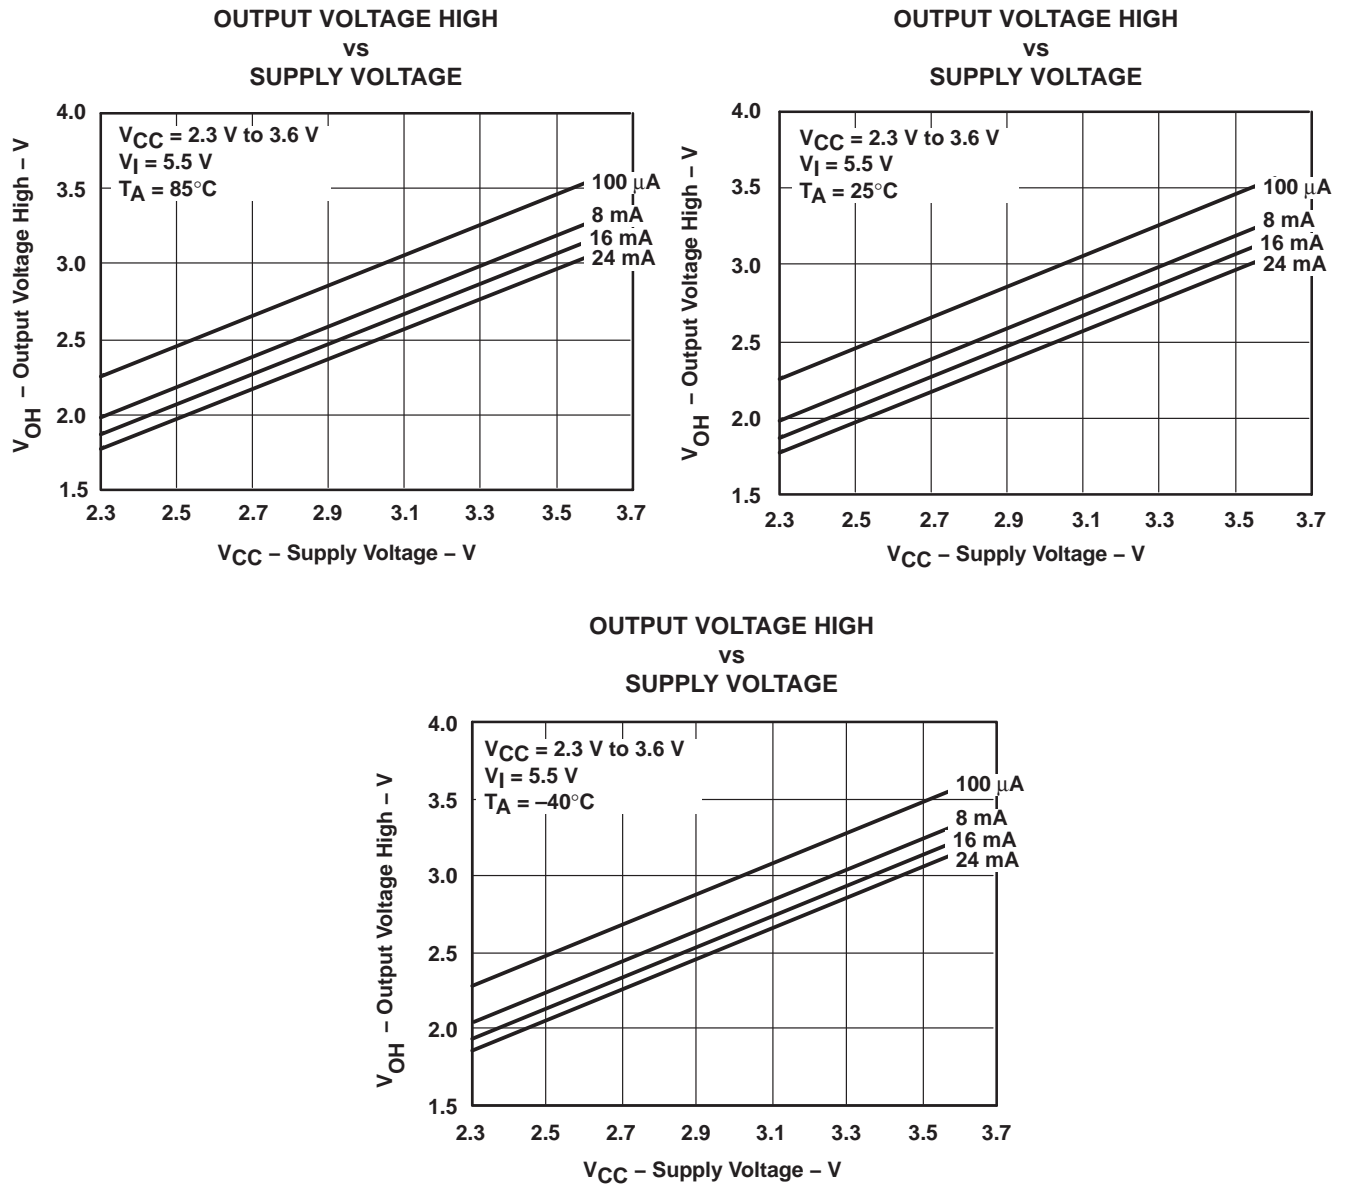 OUTPUT VOLTAGE HIGH
vs
SUPPLY VOLTAGE
VOH – Output Voltage High – V
4.0
3.5
3.0
2.5
2.0
1.5
VCC = 2.3 V to 3.6 V
VI = 5.5 V
TA = 85°C
100 μA
8 mA
16 mA
24 mA
2.3 2.5 2.7 2.9 3.1 3.3 3.5 3.7
VCC – Supply Voltage – V
OUTPUT VOLTAGE HIGH
vs
SUPPLY VOLTAGE
VOH – Output Voltage High – V
4.0
3.5
3.0
2.5
2.0
1.5
VCC = 2.3 V to 3.6 V
VI = 5.5 V
TA = 25°C
100 μA
8 mA
16 mA
24 mA
2.3 2.5 2.7 2.9 3.1 3.3 3.5 3.7
VCC – Supply Voltage – V
OUTPUT VOLTAGE HIGH
vs
SUPPLY VOLTAGE
VOH – Output Voltage High – V
4.0
3.5
3.0
2.5
2.0
1.5
VCC = 2.3 V to 3.6 V
VI = 5.5 V
TA = –40°C
100 μA
8 mA
16 mA
24 mA
2.3 2.5 2.7 2.9 3.1 3.3 3.5 3.7
VCC – Supply Voltage – V